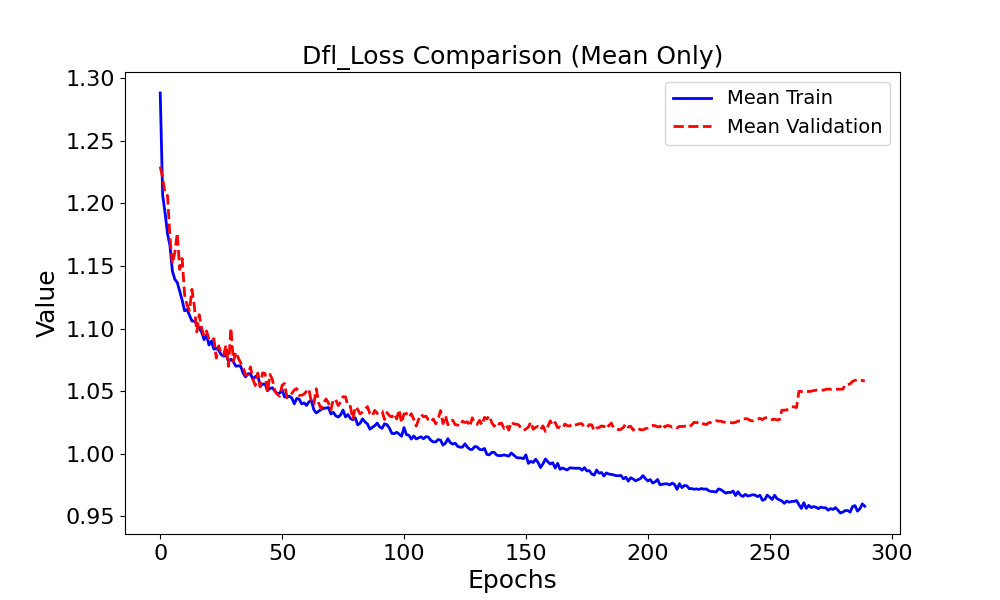 Dfl_Loss Comparison (Mean Only)
1.30
1.25
1.20
1.15
1.10
1.05
1.00
0.95
Value
Mean Train
Mean Validation
0 50 100 150 200 250 300
Epochs